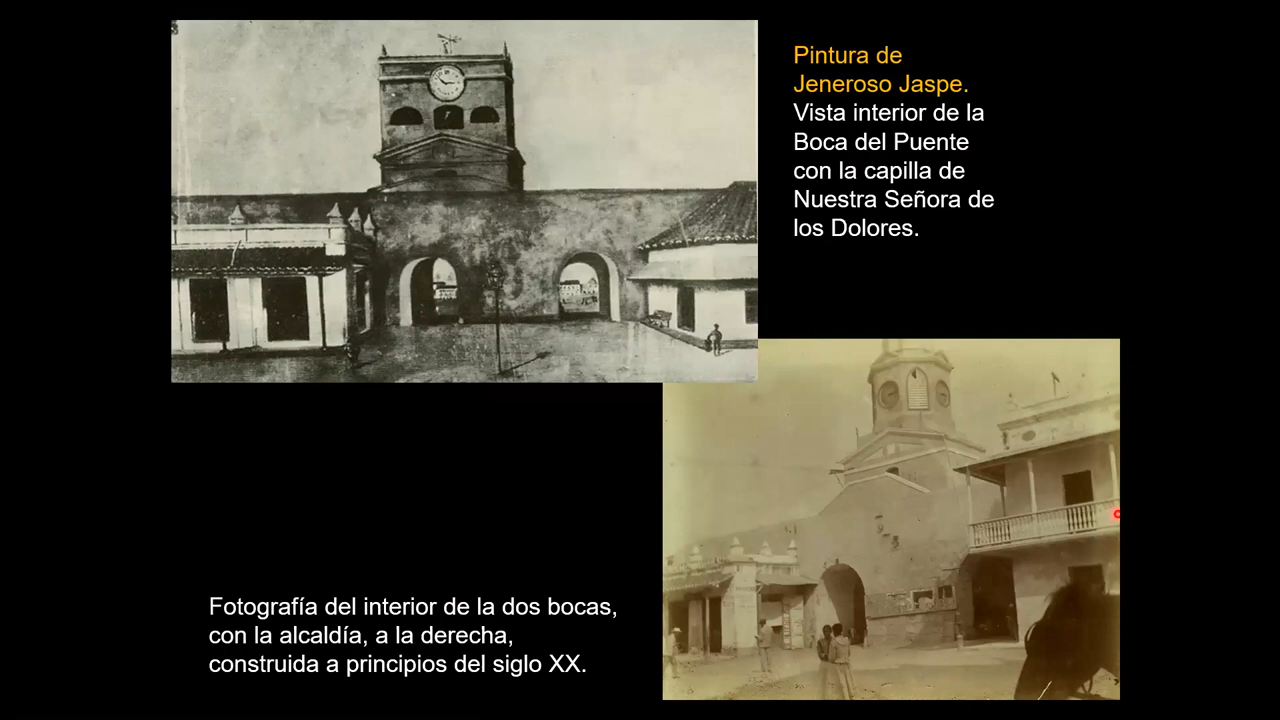 Pintura de
Jeneroso Jaspe.
Vista interior de la
Boca del Puente
con la capilla de
Nuestra Señora de
los Dolores.
Fotografía del interior de la dos bocas,
con la alcaldía, a la derecha,
construida a principios del siglo XX.